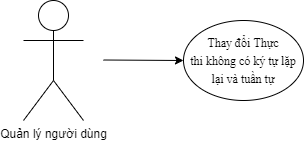 Thay đổi Thực
thi không có ký tự lặp
lại và tuần tự
Quản lý người dùng